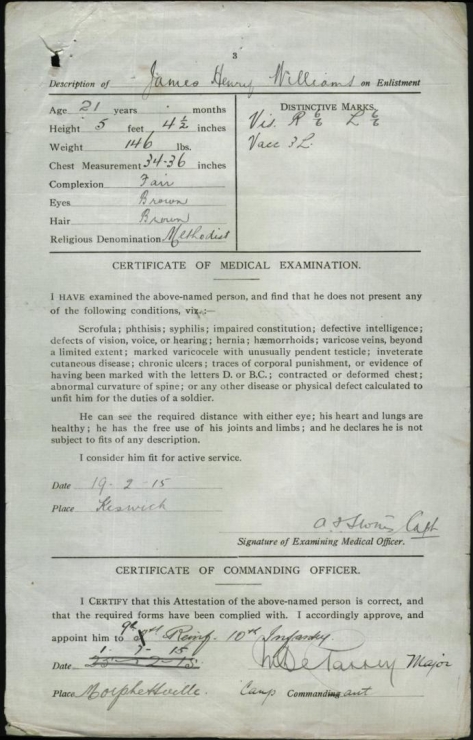 3
Description of James Henry Williams on Enlistment
Age 21 years - months
Height 5 feet 4 1/2 inches
Weight 146 lbs.
Chest Measurement 34-36 inches
Complexion Fair
Eyes Brown
Hair Brown
Religious Denomination Methodist
DISTINCTIVE MARKS.
Vis. R 6/6 L 6/6
Vacc 3 L.
CERTIFICATE OF MEDICAL EXAMINATION.
I HAVE examined the above-named person, and find that he does not present any
of the following conditions, viz.;—
Scrofula; phthisis; syphilis; impaired constitution; defective intelligence;
defects of vision, voice, or hearing; hernia; hæmorrhoids; varicose veins, beyond
a limited extent; marked varicocele with unusually pendent testicle; inveterate
cutaneous disease; chronic ulcers; traces of corporal punishment, or evidence of
having been marked with the letters D. or B.C.; contracted or deformed chest;
abnormal curvature of spine; or any other disease or physical defect calculated to
unfit him for the duties of a soldier.
He can see the required distance with either eye; his heart and lungs are
healthy; he has the free use of his joints and limbs; and he declares he is not
subject to fits of any description.
I consider him fit for active service.
Date 19-2-15
Place Keswick
Capt
Signature of Examining Medical Officer.
CERTIFICATE OF COMMANDING OFFICER.
I CERTIFY that this Attestation of the above-named person is correct, and
that the required forms have been complied with. I accordingly approve, and
appoint him to 9th Reinf. 10th Infantry.
1-7-15
Date Major
Place Morphettville Camp Commandant